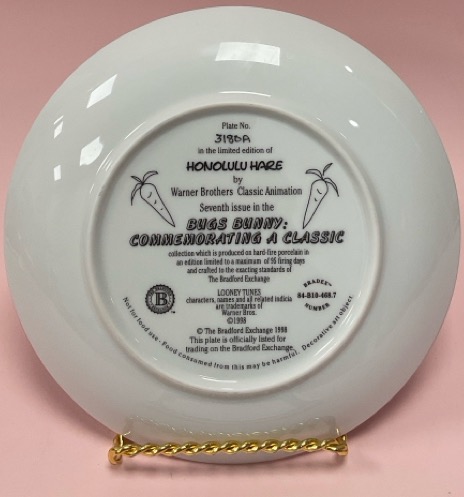 Plate No.
3180A
in the limited edition of
HONOLULU HARE
by
Warner Brothers Classic Animation
Seventh issue in the
BUGS BUNNY:
COMMEMORATING A CLASSIC
collection which is produced on hard-fire porcelain in
an edition limited to a maximum of 95 firing days
and crafted to the exacting standards of
The Bradford Exchange
LOONEY TUNES
characters, names and all related indicia
are trademarks of
Warner Bros.
©1998
B
BRADEX
84-B10-468.7
NUMBER
© The Bradford Exchange 1998
This plate is officially listed for
trading on the Bradford Exchange.
Not for food use. Food consumed from this may be harmful. Decorative art object.